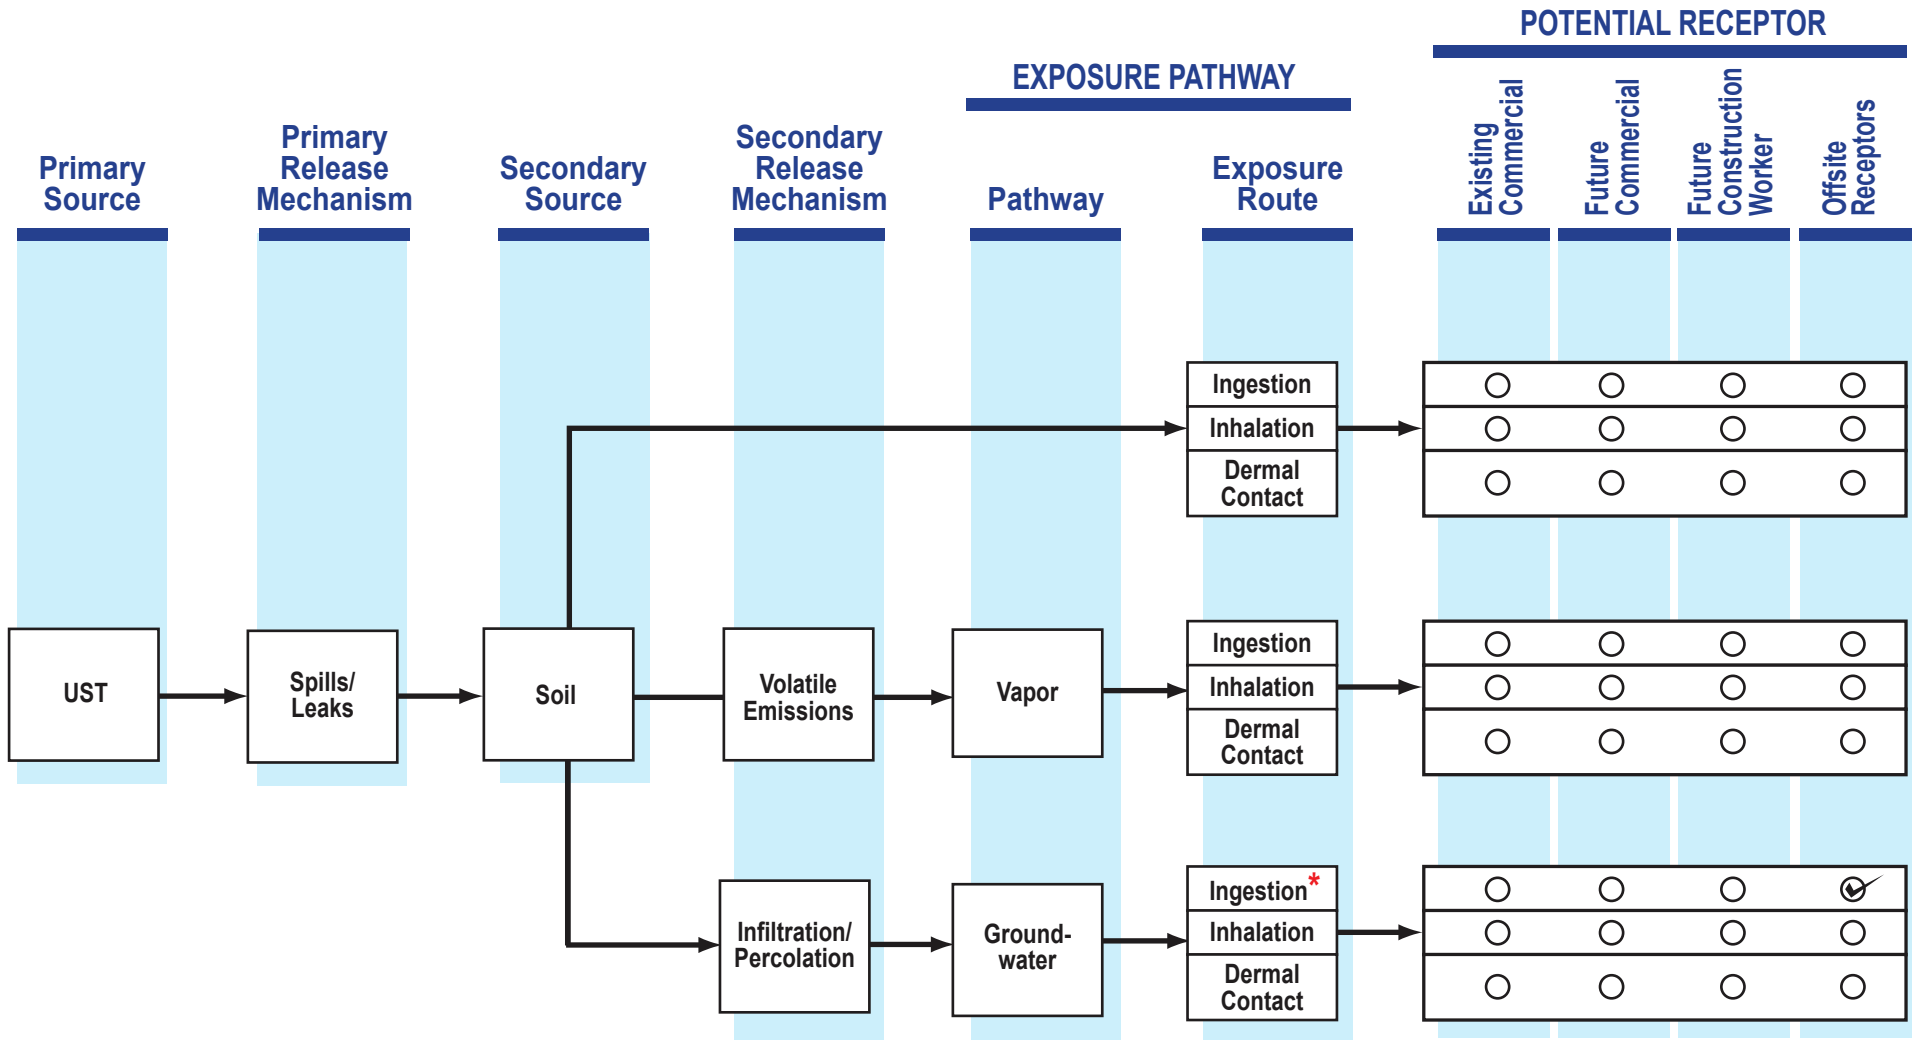 POTENTIAL RECEPTOR
EXPOSURE PATHWAY
Primary
Source
Primary
Release
Mechanism
Secondary
Source
Secondary
Release
Mechanism
Pathway
Exposure
Route
Existing
Commercial
Future
Commercial
Future
Construction
Worker
Offsite
Receptors
Ingestion
Inhalation
Dermal
Contact
UST
Spills/
Leaks
Soil
Volatile
Emissions
Vapor
Ingestion
Inhalation
Dermal
Contact
Infiltration/
Percolation
Ground-
water
Ingestion*
Inhalation
Dermal
Contact